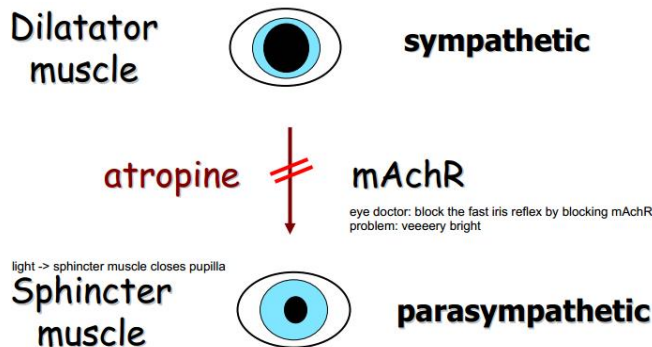 Dilatator
muscle
sympathetic
atropine
mAchR
eye doctor: block the fast iris reflex by blocking mAchR
problem: veeeery bright
light -> sphincter muscle closes pupilla
Sphincter
muscle
parasympathetic